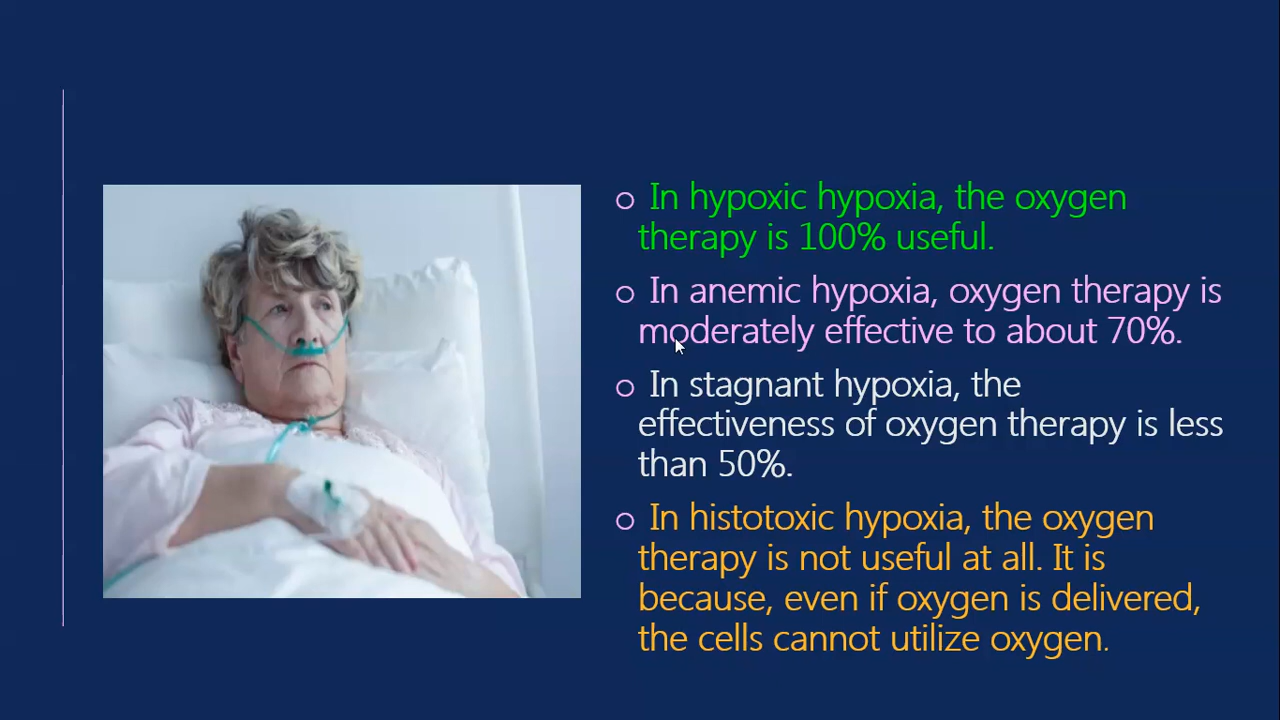 In hypoxic hypoxia, the oxygen
therapy is 100% useful.
In anemic hypoxia, oxygen therapy is
moderately effective to about 70%.
In stagnant hypoxia, the
effectiveness of oxygen therapy is less
than 50%.
In histotoxic hypoxia, the oxygen
therapy is not useful at all. It is
because, even if oxygen is delivered,
the cells cannot utilize oxygen.